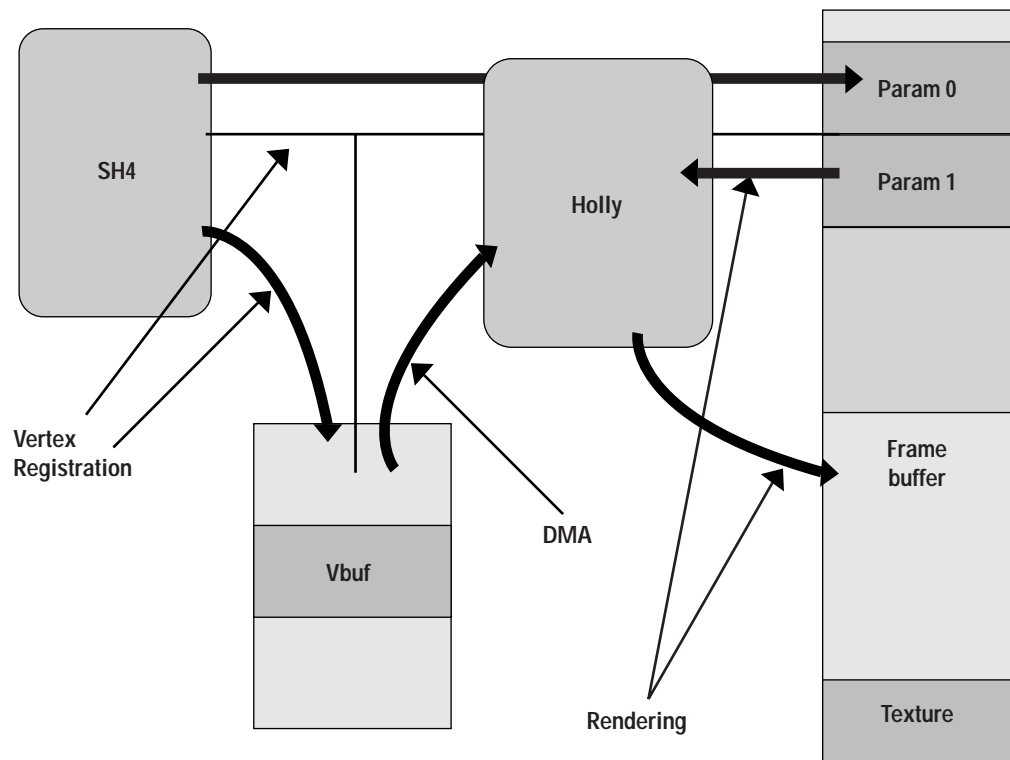 Param 0
SH4
Param 1
Holly
Vertex
Registration
Frame
buffer
DMA
Vbuf
Rendering
Texture